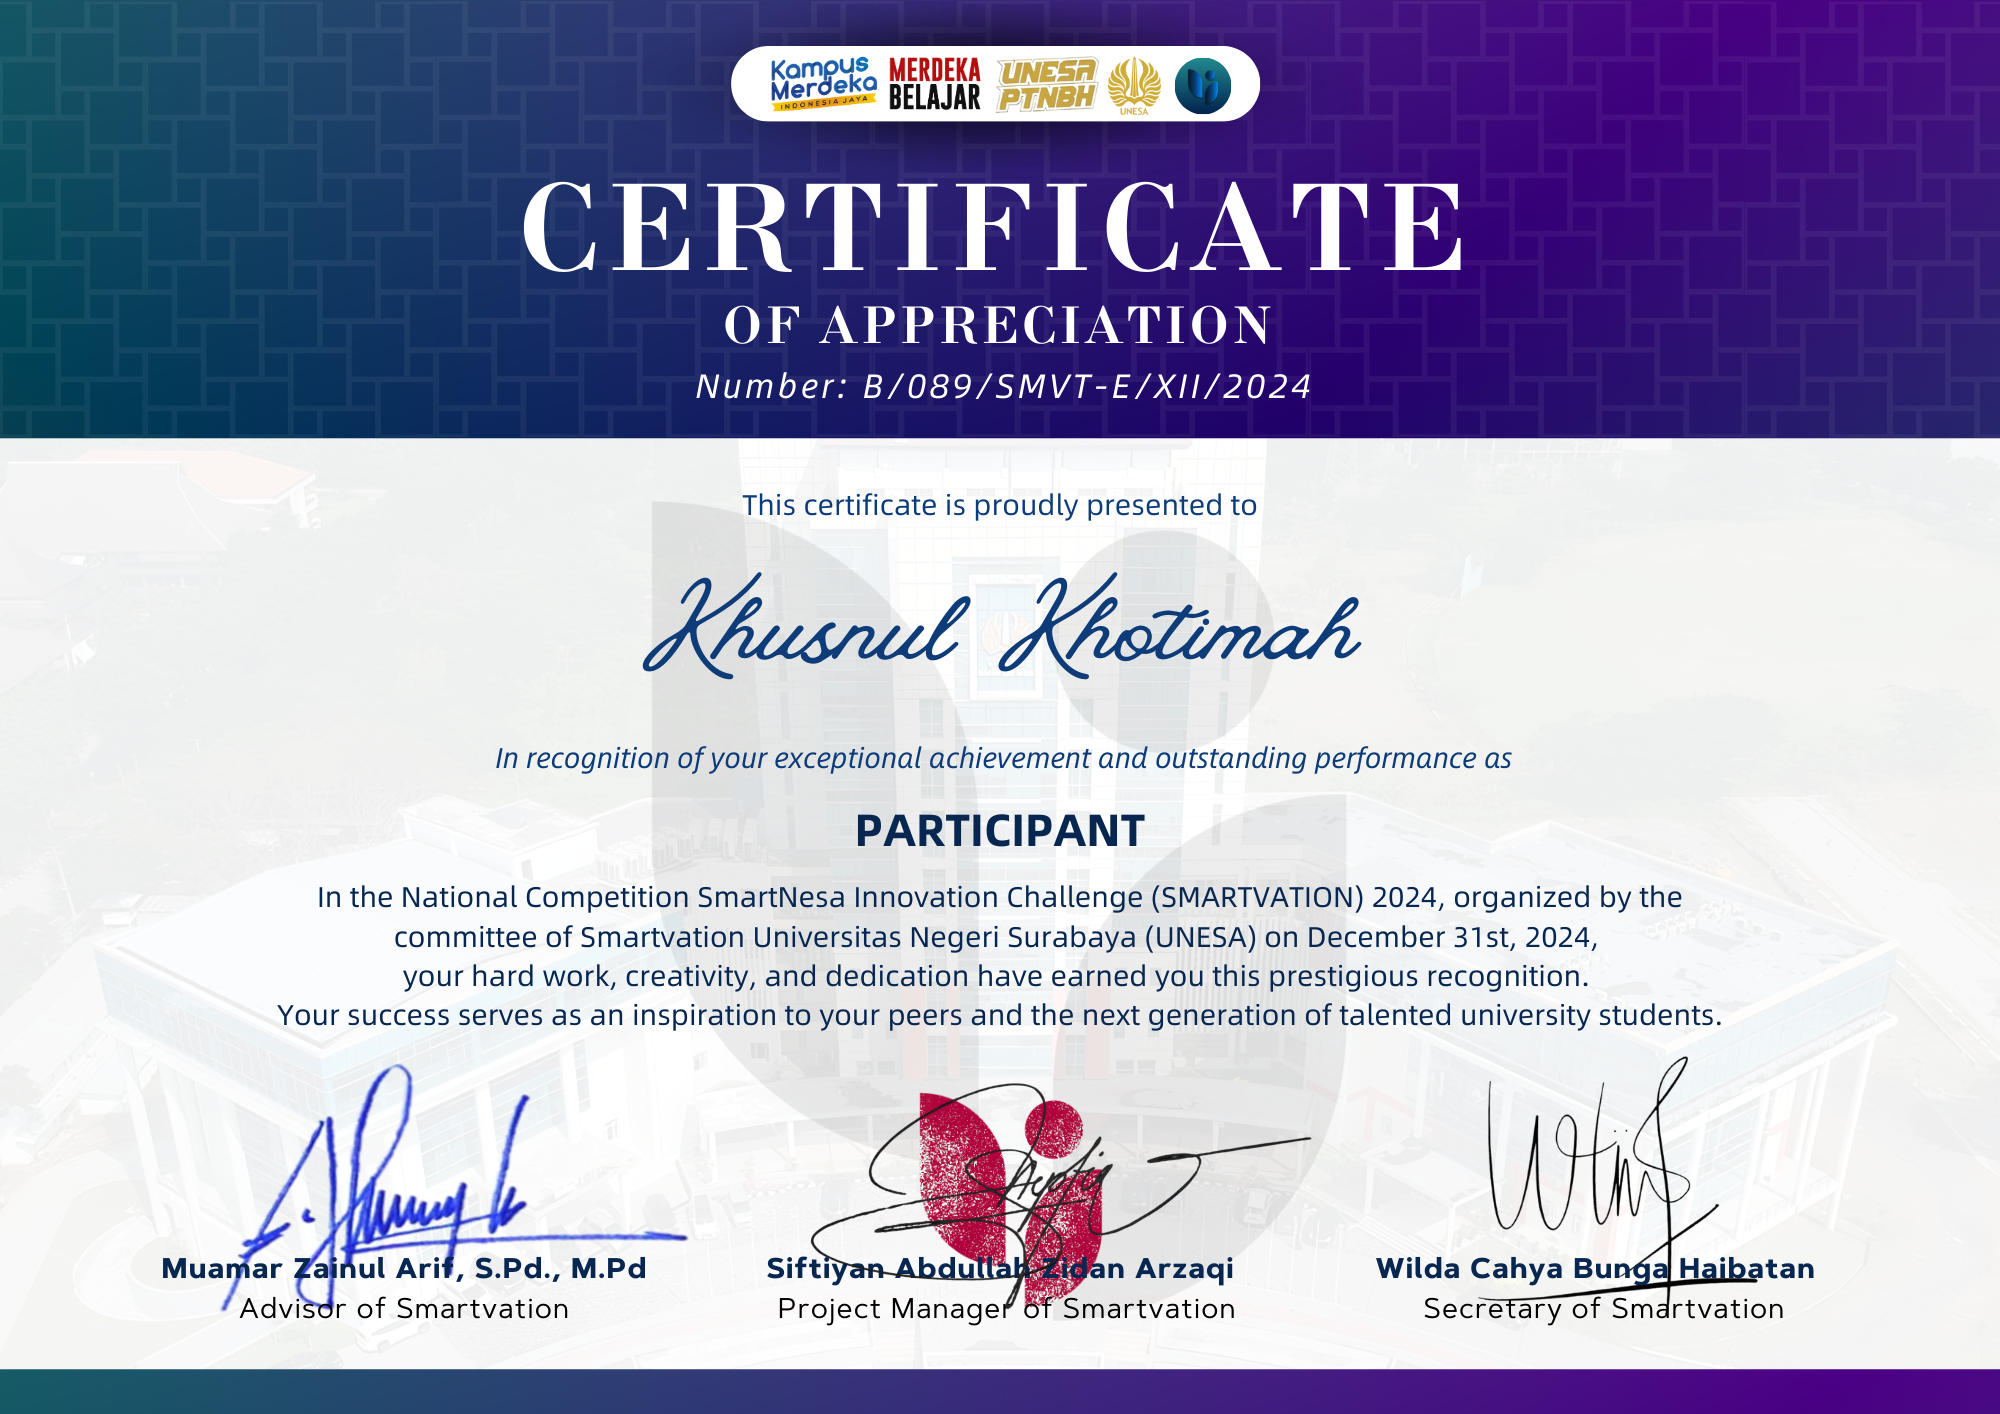 Kampus
Merdeka
INDONESIA JAYA
MERDEKA
BELAJAR
UNESA
PTNBH
UNESA
CERTIFICATE
OF APPRECIATION
Number: B/089/SMVT-E/XII/2024
This certificate is proudly presented to
Khusnul Khotimah
In recognition of your exceptional achievement and outstanding performance as
PARTICIPANT
In the National Competition SmartNesa Innovation Challenge (SMARTVATION) 2024, organized by the
committee of Smartvation Universitas Negeri Surabaya (UNESA) on December 31st, 2024,
your hard work, creativity, and dedication have earned you this prestigious recognition.
Your success serves as an inspiration to your peers and the next generation of talented university students.
Muamar Zainul Arif, S.Pd., M.Pd
Advisor of Smartvation
Siftiyan Abdullah Zidan Arzaqi
Project Manager of Smartvation
Wilda Cahya Bunga Haibatan
Secretary of Smartvation